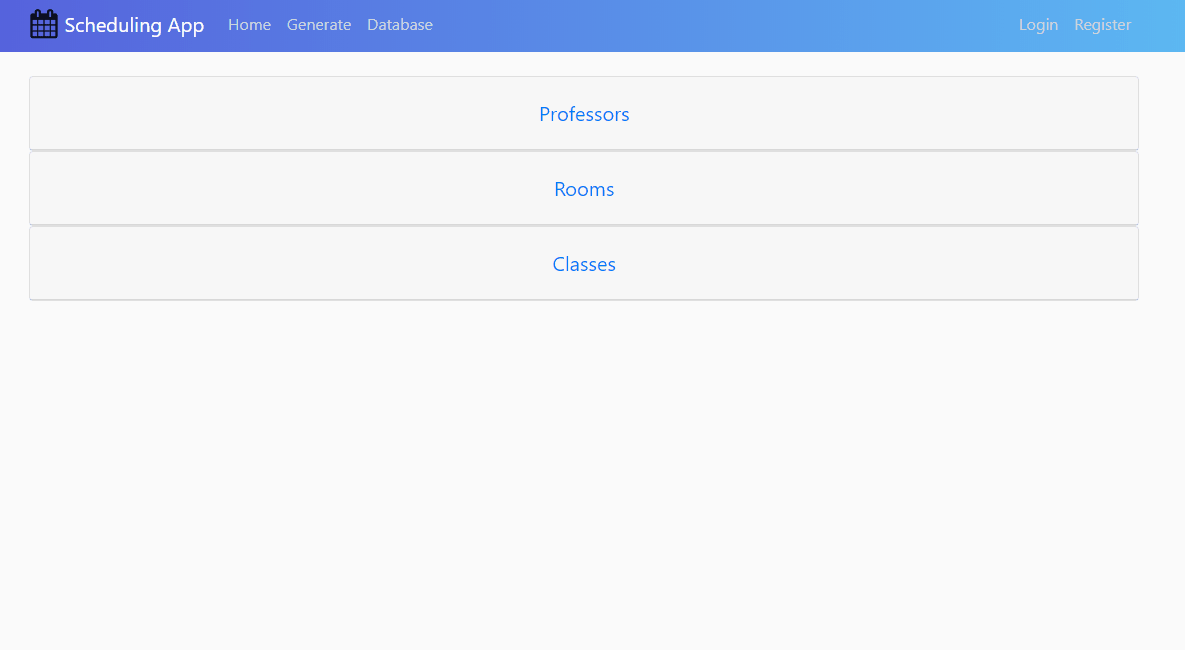 Scheduling App Home Generate Database Login Register
Professors
Rooms
Classes